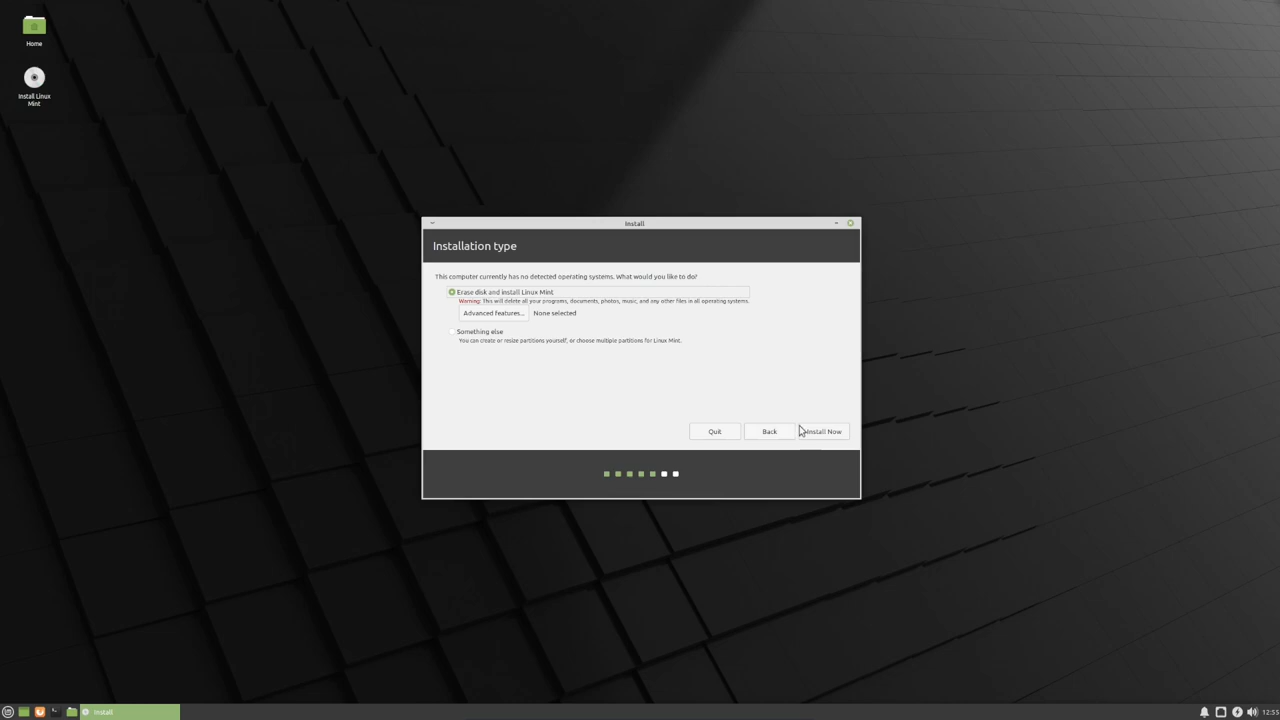 Home
Install Linux
Mint
Install
Installation type
This computer currently has no detected operating systems. What would you like to do?
Erase disk and install Linux Mint
Warning: This will delete all your programs, documents, photos, music, and any other files in all operating systems.
Advanced features... None selected
Something else
You can create or resize partitions yourself, or choose multiple partitions for Linux Mint.
Quit Back Install Now
Install 12:55